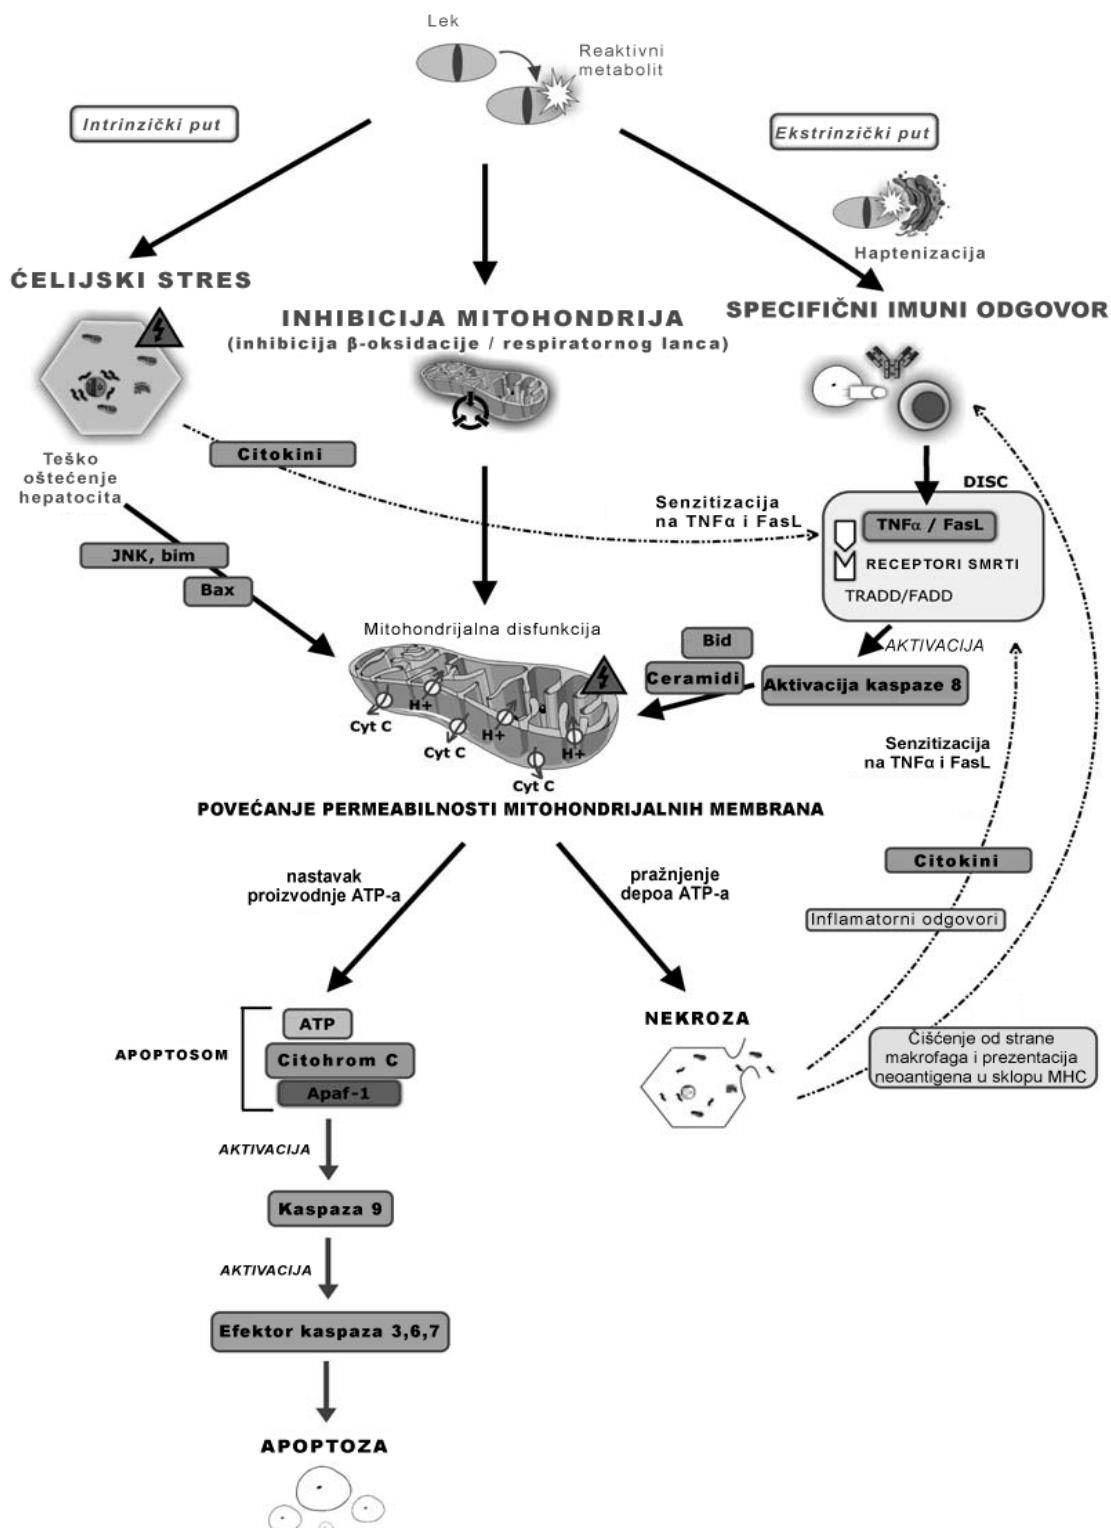 Lek
Reaktivni
metabolit
Intrinzički put
Ekstrinzički put
Haptenizacija
ĆELIJSKI STRES
INHIBICIJA MITOHONDRIJA
(inhibicija β-oksidacije / respiratornog lanca)
SPECIFIČNI IMUNI ODGOVOR
Teško
oštećenje
hepatocita
Citokini
Senzitizacija
na TNFα i FasL
DISC
TNFα / FasL
RECEPTORI SMRTI
TRADD/FADD
JNK, bim
Bax
Mitohondrijalna disfunkcija
AKTIVACIJA
Bid
Ceramidi
Aktivacija kaspaze 8
H+
H+
H+
Cyt C
Cyt C
Cyt C
Senzitizacija
na TNFα i FasL
POVEĆANJE PERMEABILNOSTI MITOHONDRIJALNIH MEMBRANA
nastavak
proizvodnje ATP-a
pražnjenje
depoa ATP-a
Citokini
Inflamatorni odgovori
APOPTOSOM
ATP
Citohrom C
Apaf-1
NEKROZA
Čišćenje od strane
makrofaga i prezentacija
neoantigena u sklopu MHC
AKTIVACIJA
Kaspaza 9
AKTIVACIJA
Efektor kaspaza 3,6,7
APOPTOZA